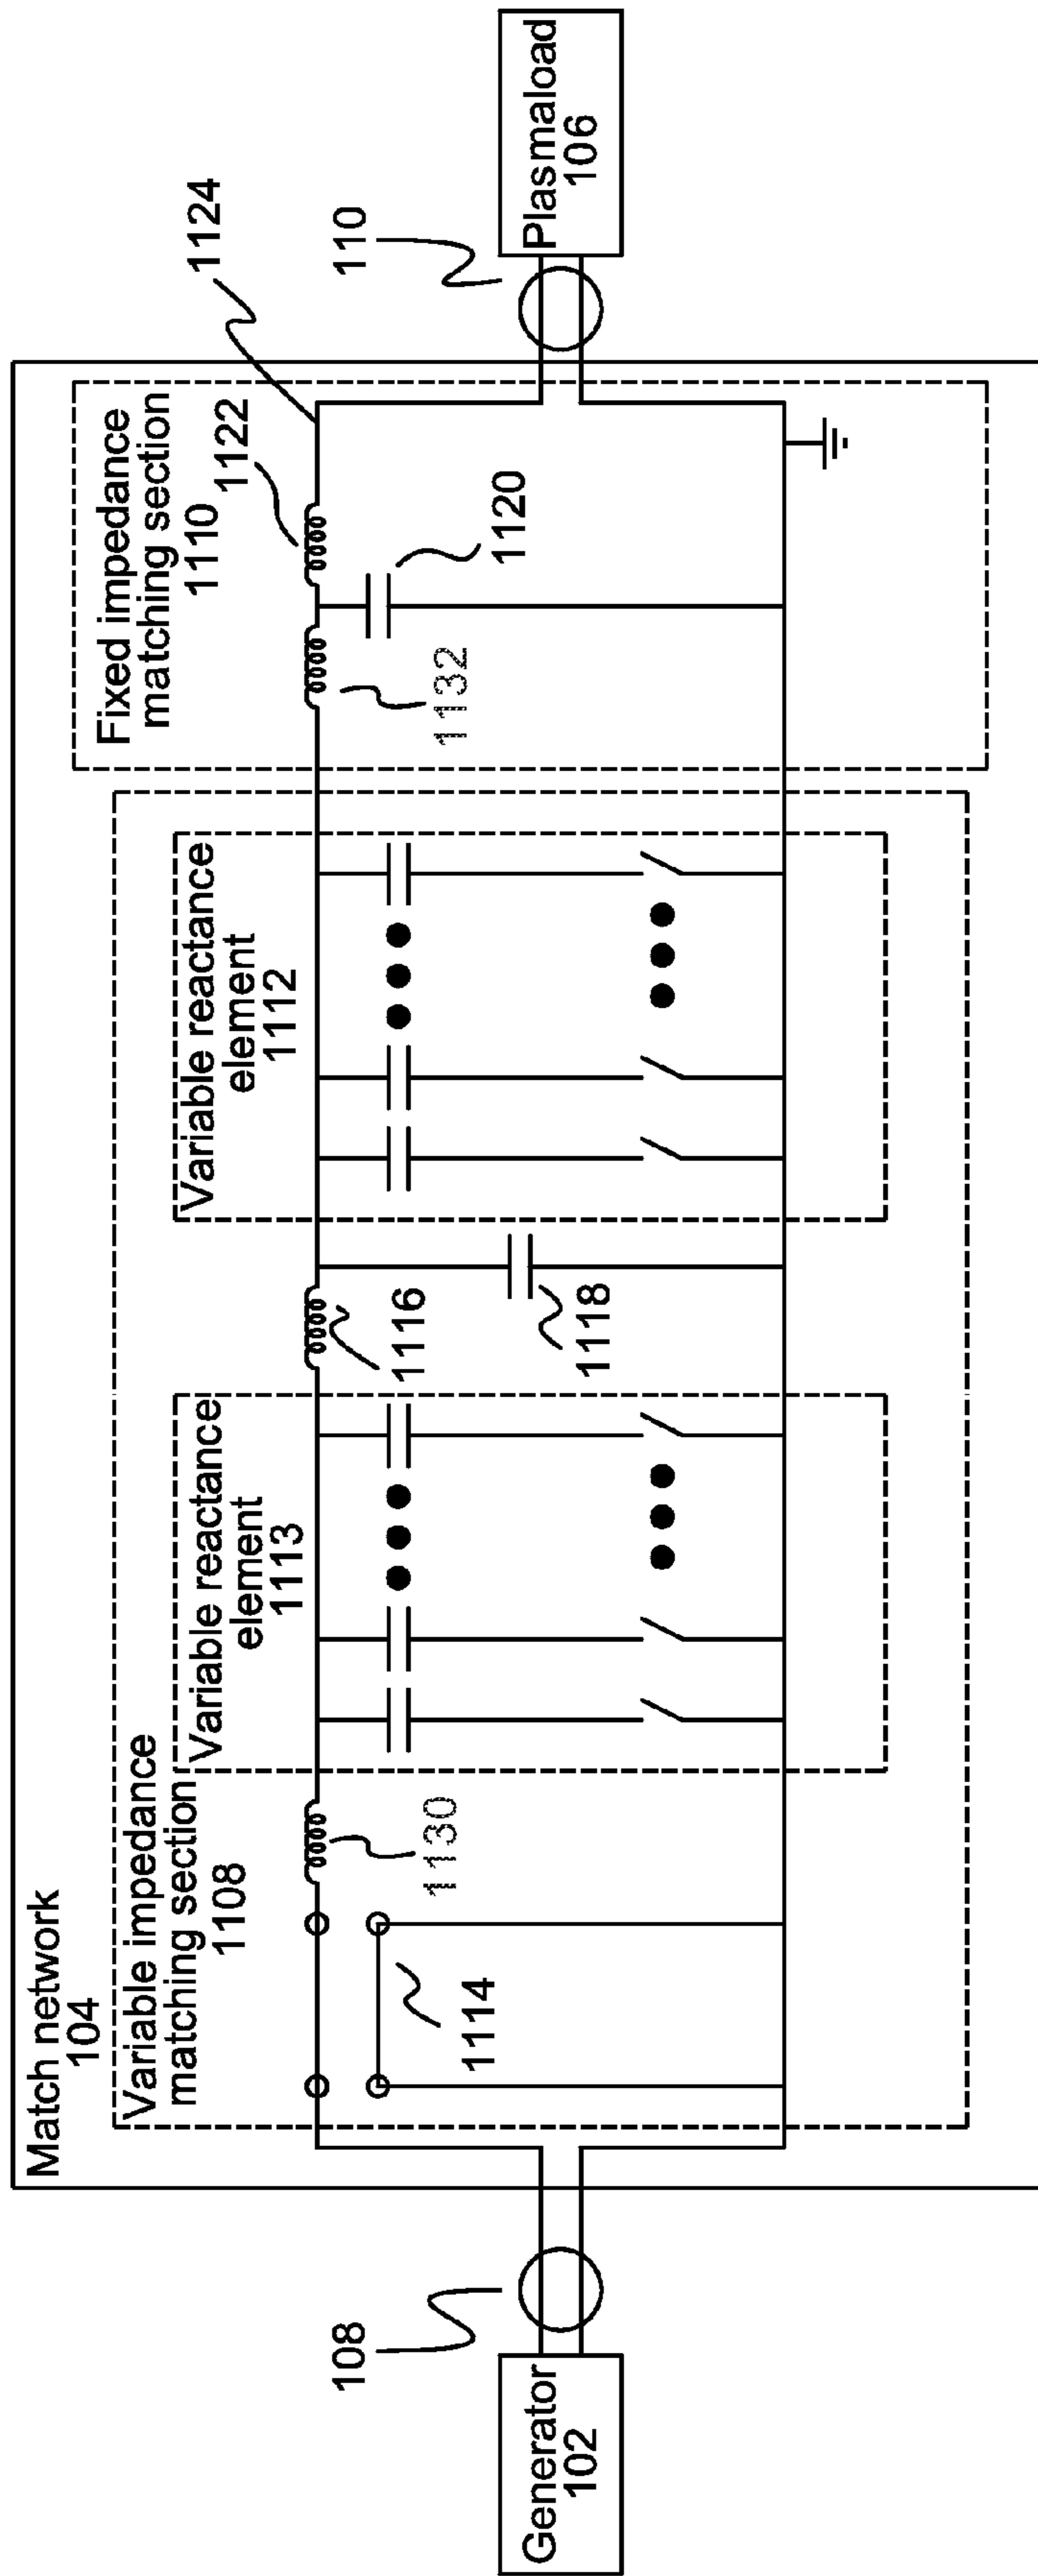 Match network
104
Variable impedance
matching section
1108
Variable reactance
element
1113
Variable reactance
element
1112
Fixed impedance
matching section
1110
1122
1124
1130
1116
1132
1120
1114
1118
108
110
Generator
102
Plasmaload
106